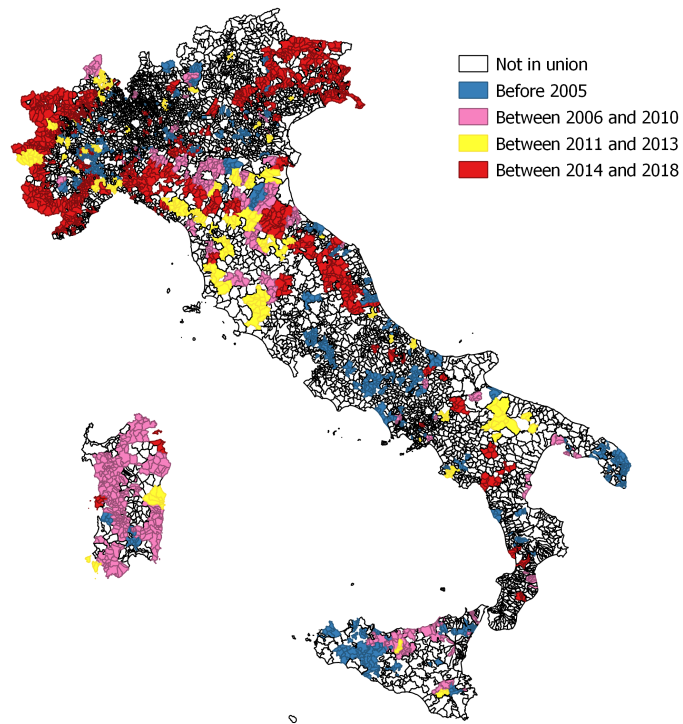 Not in union
Before 2005
Between 2006 and 2010
Between 2011 and 2013
Between 2014 and 2018